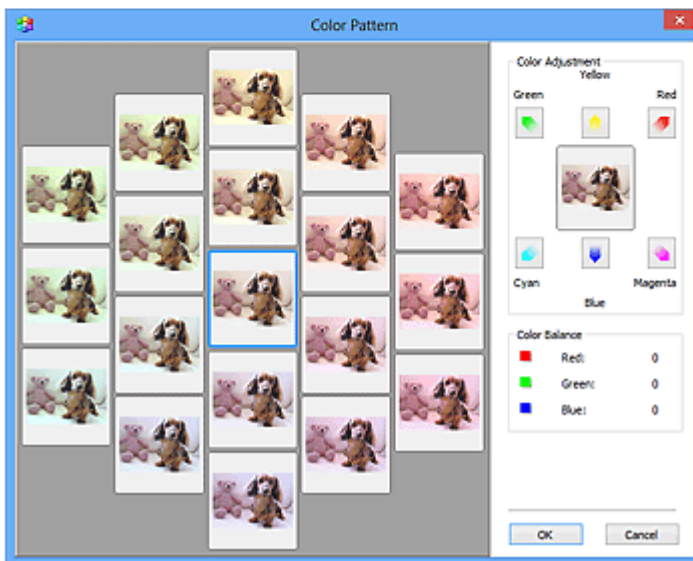 Color Pattern
Color Adjustment
Yellow
Green Red
Cyan Magenta
Blue
Color Balance
Red: 0
Green: 0
Blue: 0
OK Cancel